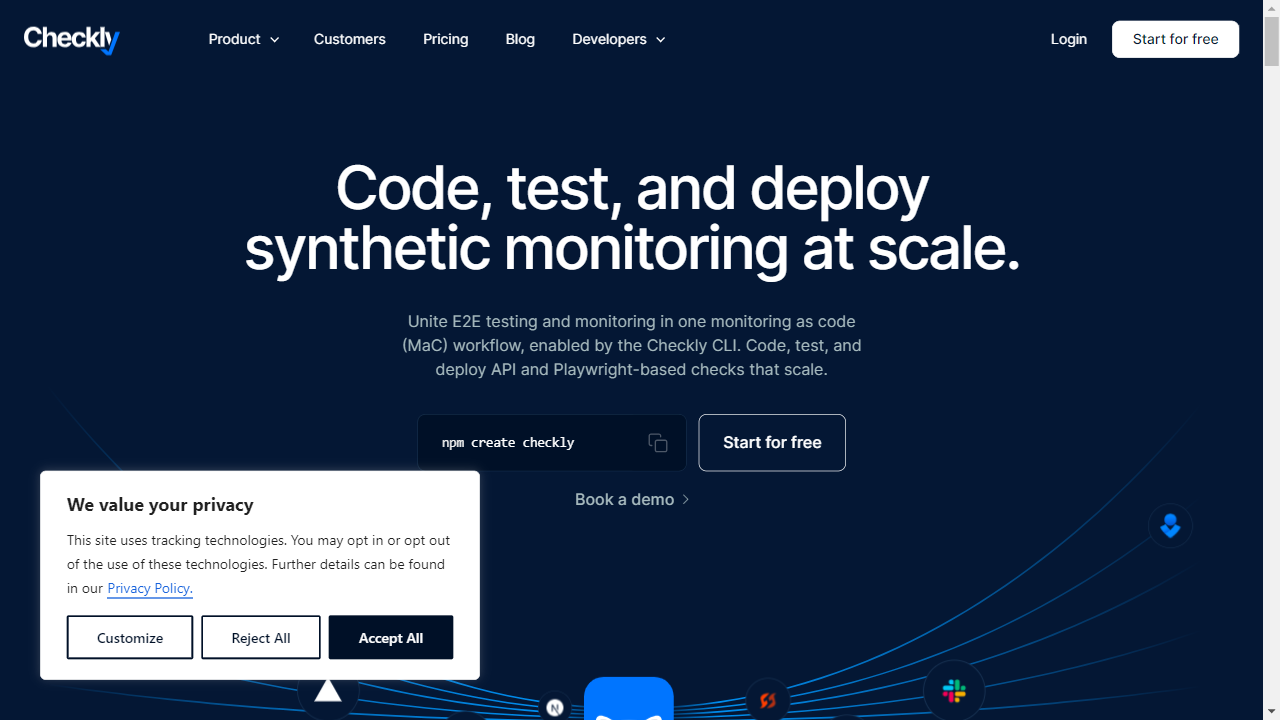 Checkly
Product
Customers
Pricing
Blog
Developers
Login
Start for free
Code, test, and deploy
synthetic monitoring at scale.
Unite E2E testing and monitoring in one monitoring as code
(MaC) workflow, enabled by the Checkly CLI. Code, test, and
deploy API and Playwright-based checks that scale.
npm create checkly
Start for free
Book a demo
We value your privacy
This site uses tracking technologies. You may opt in or opt out
of the use of these technologies. Further details can be found
in our Privacy Policy.
Customize
Reject All
Accept All
N